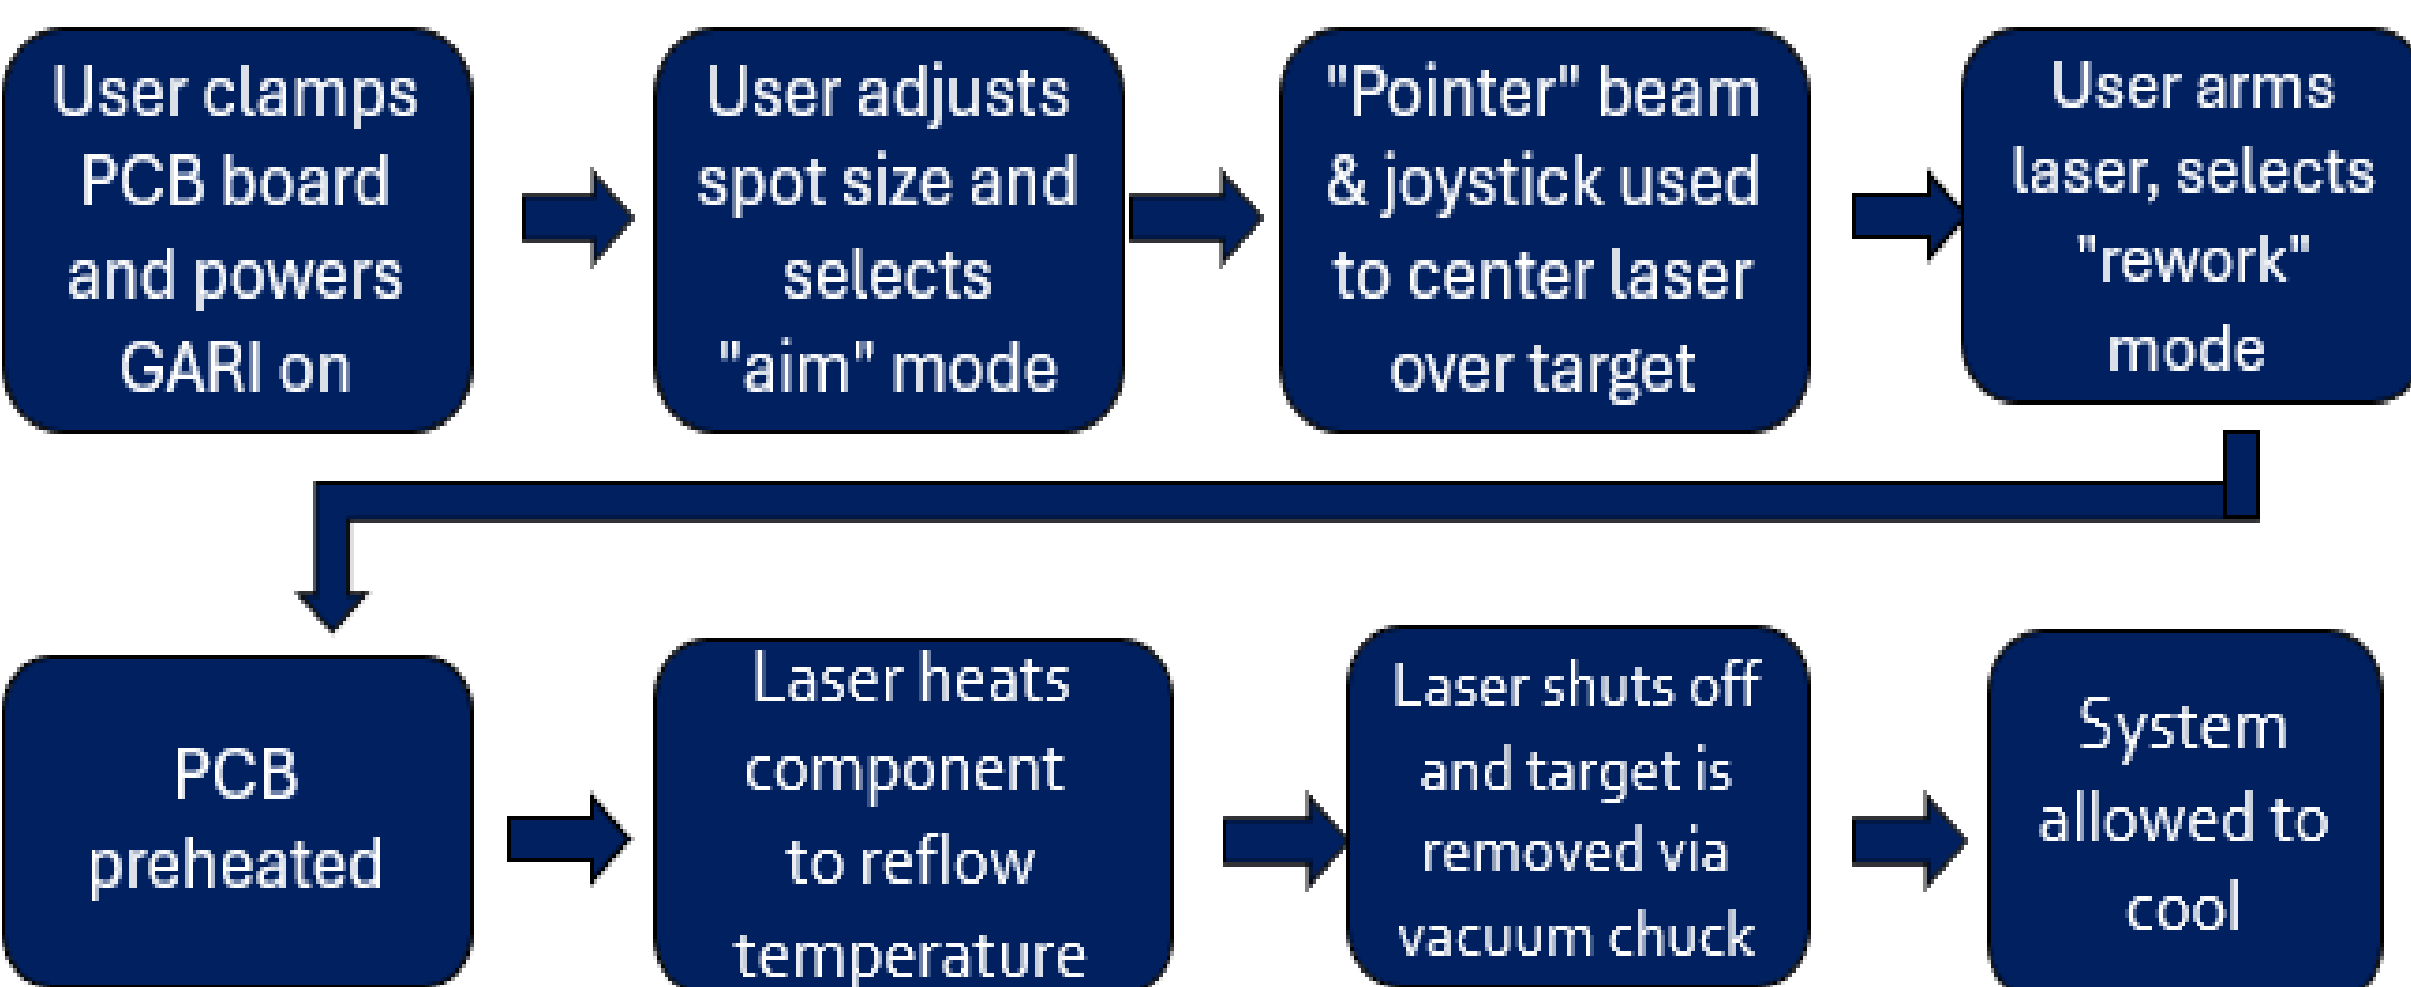 User clamps
PCB board
and powers
GARI on
User adjusts
spot size and
selects
"aim" mode
"Pointer" beam
& joystick used
to center laser
over target
User arms
laser, selects
"rework"
mode
PCB
preheated
Laser heats
component
to reflow
temperature
Laser shuts off
and target is
removed via
vacuum chuck
System
allowed to
cool